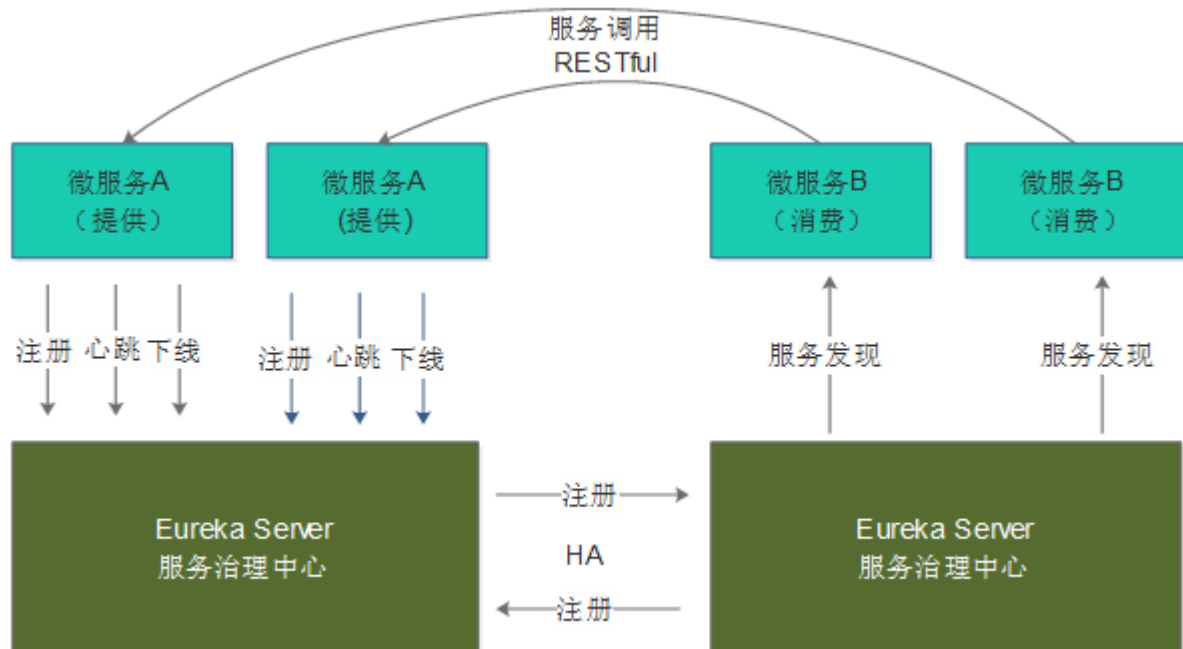 服务调用
RESTful
微服务A
（提供）
微服务A
(提供)
微服务B
（消费）
微服务B
（消费）
注册 心跳 下线
注册 心跳 下线
服务发现
服务发现
Eureka Server
服务治理中心
注册
HA
注册
Eureka Server
服务治理中心